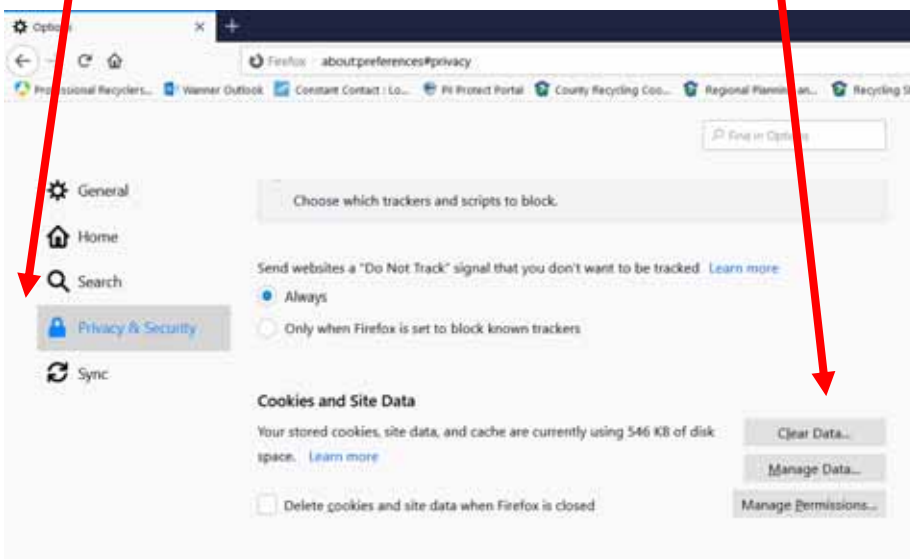 Options
Firefox about:preferences#privacy
Professional Recyclers... Wanner Outlook Constant Contact : Lo... PII Protect Portal County Recycling Coo... Regional Planning an... Recycling
Find in Options
General
Home
Search
Privacy & Security
Sync
Choose which trackers and scripts to block.
Send websites a "Do Not Track" signal that you don't want to be tracked Learn more
Always
Only when Firefox is set to block known trackers
Cookies and Site Data
Your stored cookies, site data, and cache are currently using 546 KB of disk
space. Learn more
Delete cookies and site data when Firefox is closed
Clear Data...
Manage Data...
Manage Permissions...